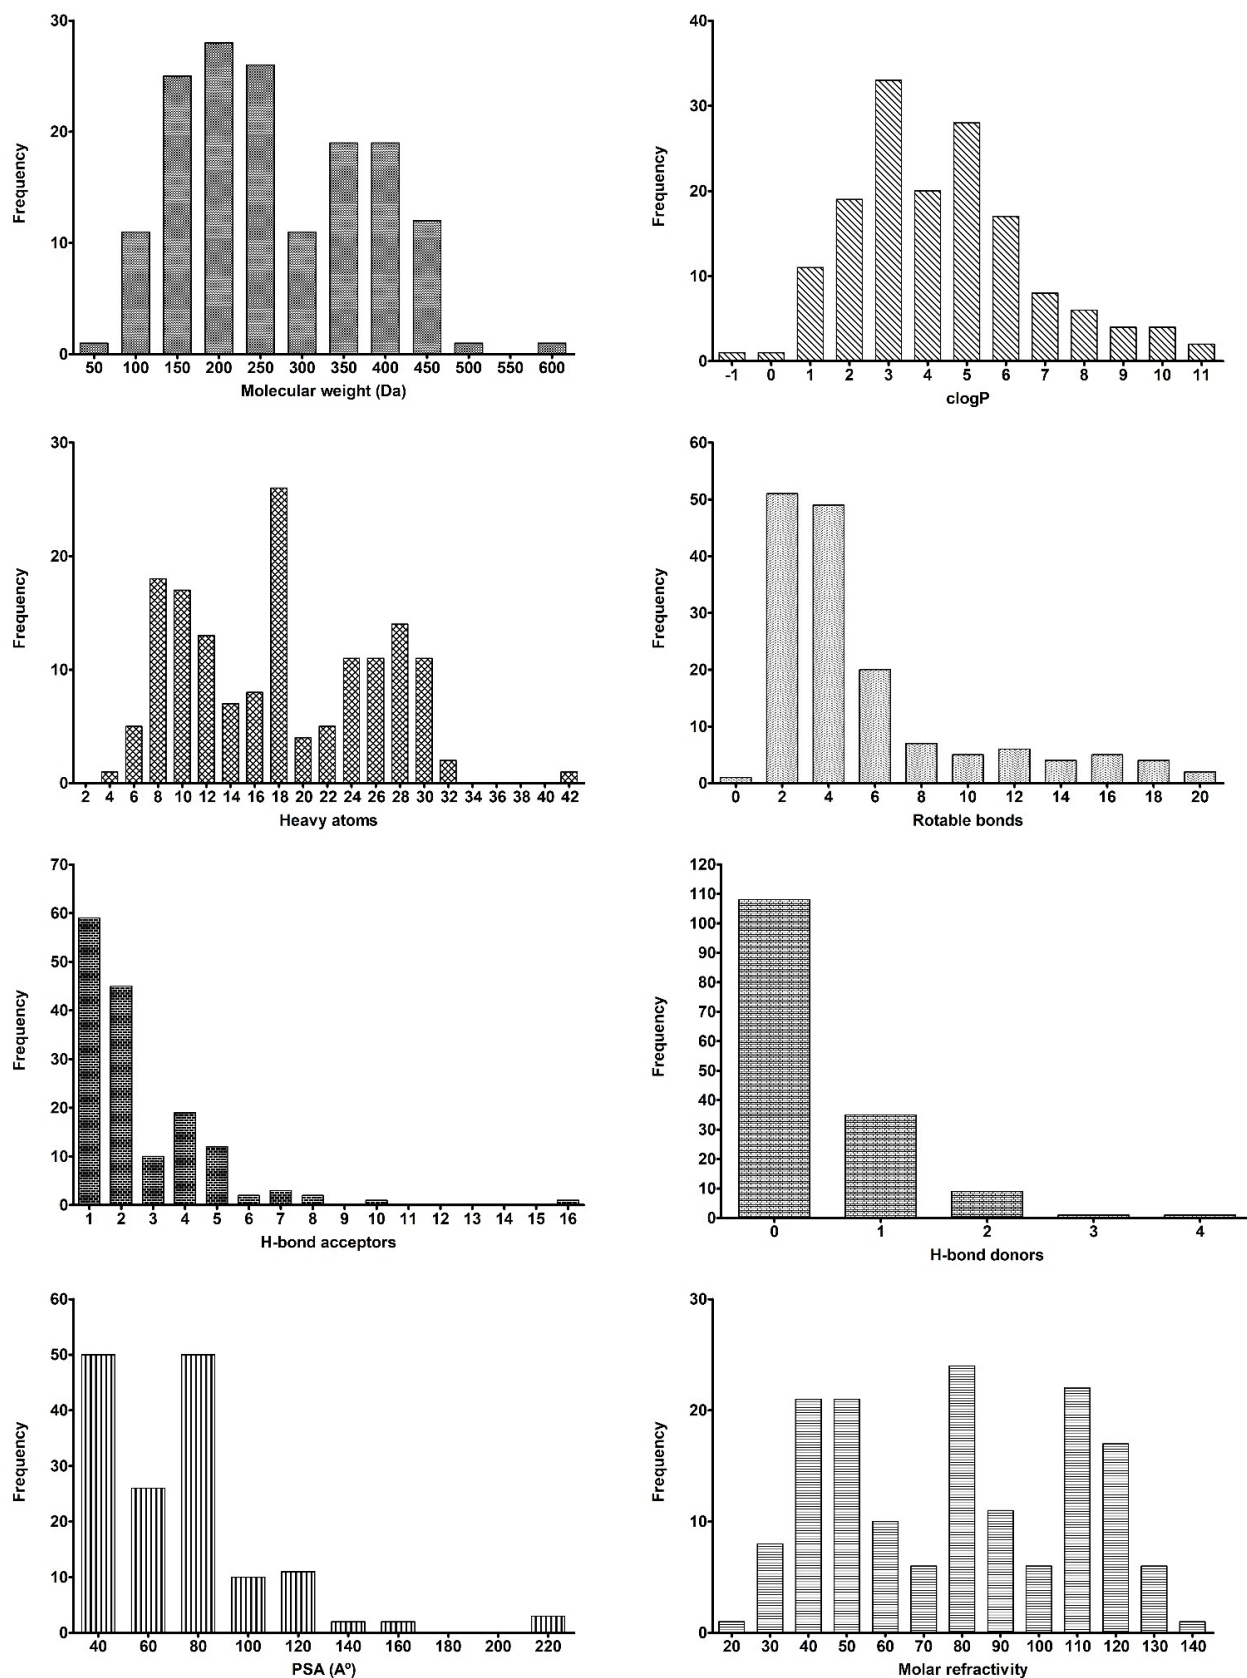 30
20
10
0
Frequency
50 100 150 200 250 300 350 400 450 500 550 600
Molecular weight (Da)
40
30
20
10
0
Frequency
-1 0 1 2 3 4 5 6 7 8 9 10 11
clogP
30
20
10
0
Frequency
2 4 6 8 10 12 14 16 18 20 22 24 26 28 30 32 34 36 38 40 42
Heavy atoms
60
50
40
30
20
10
0
Frequency
0 2 4 6 8 10 12 14 16 18 20
Rotable bonds
70
60
50
40
30
20
10
0
Frequency
1 2 3 4 5 6 7 8 9 10 11 12 13 14 15 16
H-bond acceptors
120
110
100
90
80
70
60
50
40
30
20
10
0
Frequency
0 1 2 3 4
H-bond donors
60
50
40
30
20
10
0
Frequency
40 60 80 100 120 140 160 180 200 220
PSA (Aº)
30
20
10
0
Frequency
20 30 40 50 60 70 80 90 100 110 120 130 140
Molar refractivity